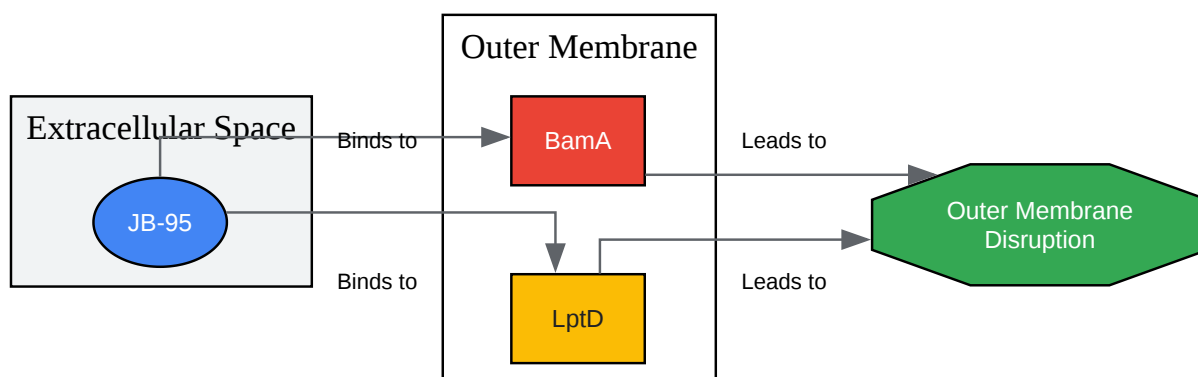 Outer Membrane
Extracellular Space
Binds to
BamA
Leads to
JB-95
Outer Membrane
Disruption
Binds to
LptD
Leads to